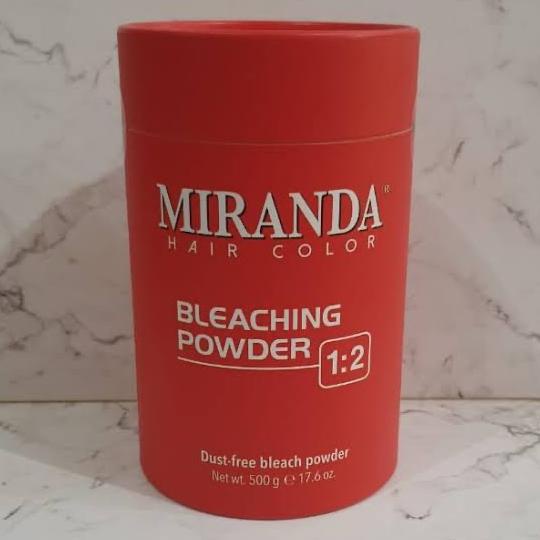 MIRANDA®
HAIR COLOR
BLEACHING
POWDER 1:2
Dust-free bleach powder
Net wt. 500 g ℮ 17.6 oz.